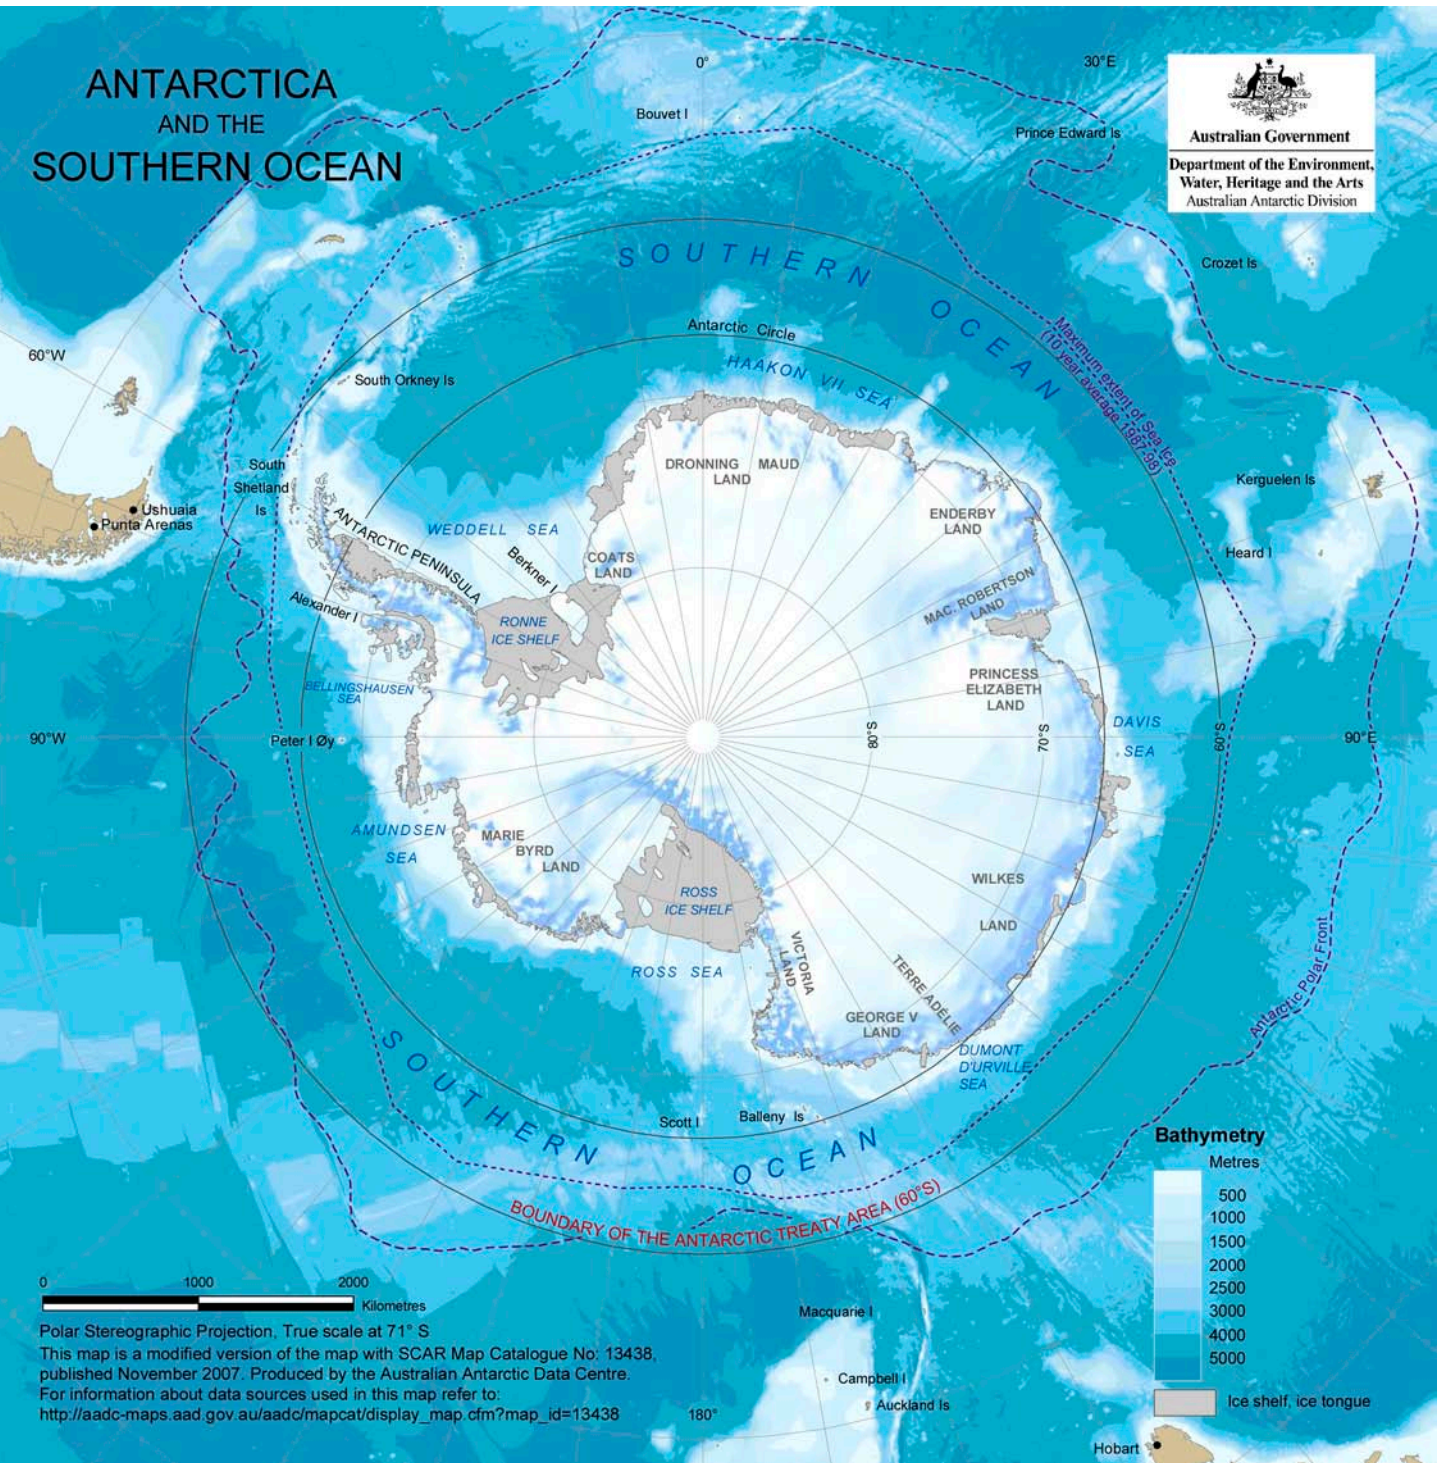 ANTARCTICA
AND THE
SOUTHERN OCEAN
0°
30°E
Bouvet I
Prince Edward Is
Australian Government
Department of the Environment,
Water, Heritage and the Arts
Australian Antarctic Division
Crozet Is
SOUTHERN OCEAN
Antarctic Circle
HAAKON VII SEA
Maximum extent of Sea Ice
(10 year average 1987-98)
60°W
South Orkney Is
South
Shetland
Is
Ushuaia
Punta Arenas
Kerguelen Is
Heard I
DRONNING MAUD
LAND
ENDERBY
LAND
WEDDELL SEA
ANTARCTIC PENINSULA
Berkner I
COATS
LAND
MAC. ROBERTSON
LAND
Alexander I
RONNE
ICE SHELF
PRINCESS
ELIZABETH
LAND
BELLINGSHAUSEN
SEA
DAVIS
SEA
90°W
Peter I Øy
80°S
70°S
60°S
90°E
AMUNDSEN
SEA
MARIE
BYRD
LAND
ROSS
ICE SHELF
WILKES
LAND
ROSS SEA
VICTORIA
LAND
TERRE ADÉLIE
GEORGE V
LAND
DUMONT
D'URVILLE
SEA
Antarctic Polar Front
Scott I
Balleny Is
SOUTHERN OCEAN
BOUNDARY OF THE ANTARCTIC TREATY AREA (60°S)
Bathymetry
Metres
500
1000
1500
2000
2500
3000
4000
5000
Ice shelf, ice tongue
Macquarie I
Campbell I
Auckland Is
180°
Hobart
0 1000 2000
Kilometres
Polar Stereographic Projection, True scale at 71° S
This map is a modified version of the map with SCAR Map Catalogue No: 13438,
published November 2007. Produced by the Australian Antarctic Data Centre.
For information about data sources used in this map refer to:
http://aadc-maps.aad.gov.au/aadc/mapcat/display_map.cfm?map_id=13438